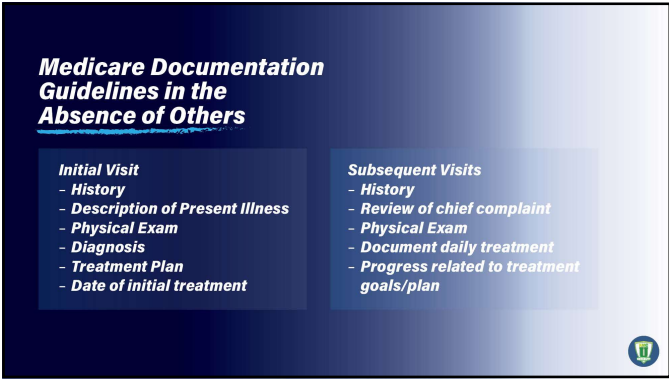 Medicare Documentation
Guidelines in the
Absence of Others
Initial Visit
– History
– Description of Present Illness
– Physical Exam
– Diagnosis
– Treatment Plan
– Date of initial treatment
Subsequent Visits
– History
– Review of chief complaint
– Physical Exam
– Document daily treatment
– Progress related to treatment
goals/plan